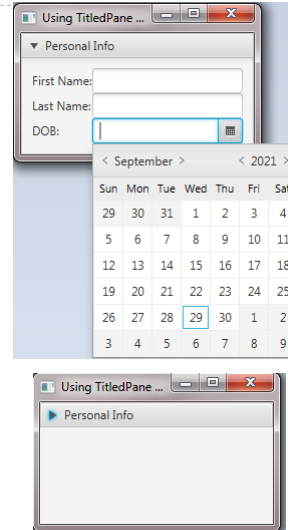 Using TitledPane ...
Personal Info
First Name:
Last Name:
DOB:
< September > < 2021 >
Sun Mon Tue Wed Thu Fri Sat
29 30 31 1 2 3 4
5 6 7 8 9 10 11
12 13 14 15 16 17 18
19 20 21 22 23 24 25
26 27 28 29 30 1 2
3 4 5 6 7 8 9
Using TitledPane ...
Personal Info